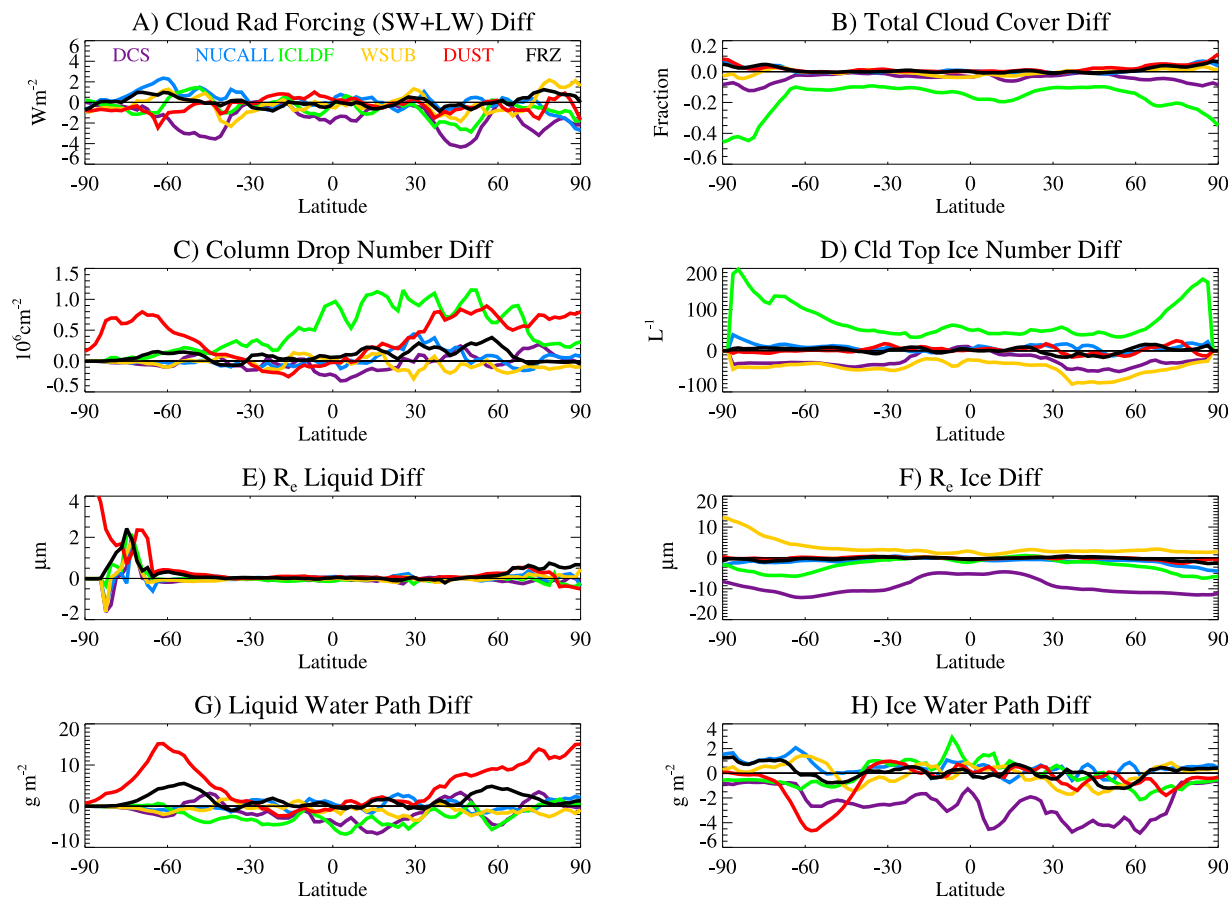 A) Cloud Rad Forcing (SW+LW) Diff
6
4
2
0
-2
-4
-6
Wm-2
DCS NUCALL ICLDF WSUB DUST FRZ
-90 -60 -30 0 30 60 90
Latitude
B) Total Cloud Cover Diff
0.2
0.0
-0.2
-0.4
-0.6
Fraction
-90 -60 -30 0 30 60 90
Latitude
C) Column Drop Number Diff
1.5
1.0
0.5
0.0
-0.5
10^6cm-2
-90 -60 -30 0 30 60 90
Latitude
D) Cld Top Ice Number Diff
200
100
0
-100
L-1
-90 -60 -30 0 30 60 90
Latitude
E) Re Liquid Diff
4
2
0
-2
μm
-90 -60 -30 0 30 60 90
Latitude
F) Re Ice Diff
20
10
0
-10
-20
μm
-90 -60 -30 0 30 60 90
Latitude
G) Liquid Water Path Diff
20
10
0
-10
g m-2
-90 -60 -30 0 30 60 90
Latitude
H) Ice Water Path Diff
4
2
0
-2
-4
-6
g m-2
-90 -60 -30 0 30 60 90
Latitude